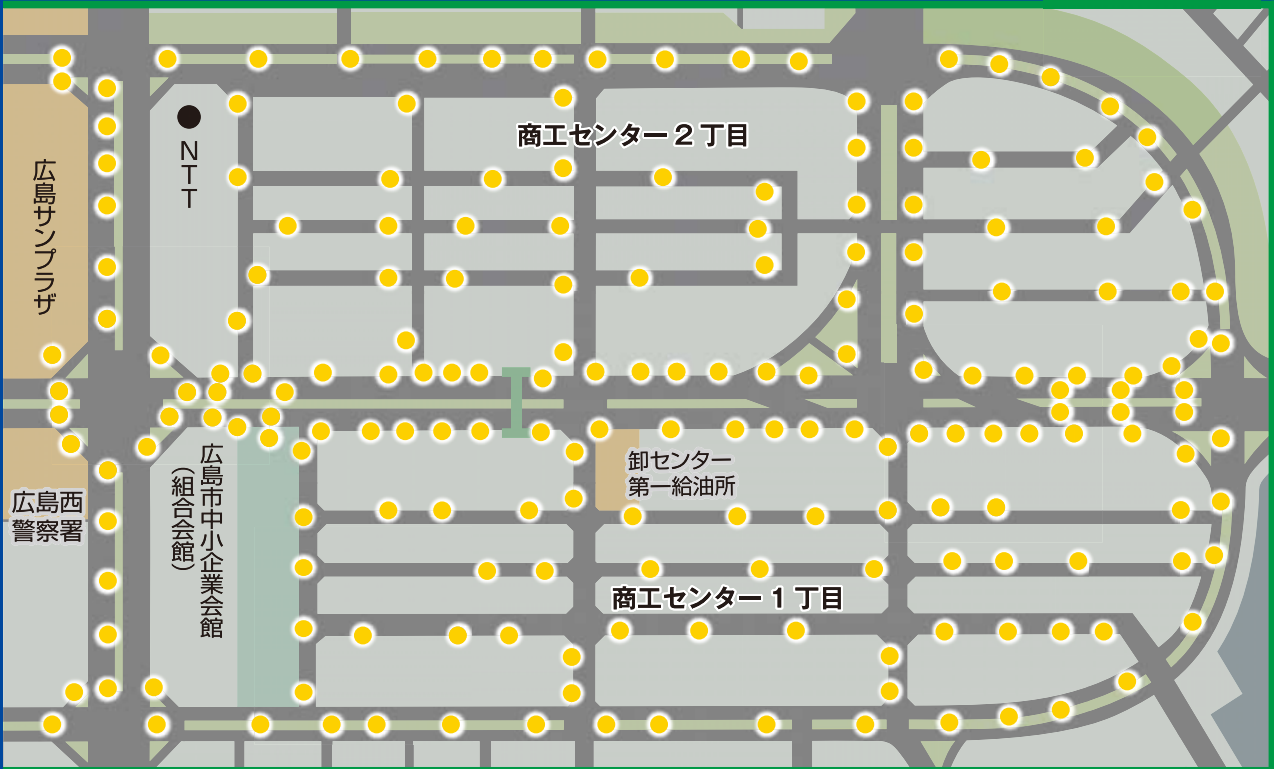 商工センター2丁目
NTT
広島サンプラザ
卸センター
第一給油所
広島市中小企業会館
（組合会館）
広島西
警察署
商工センター1丁目